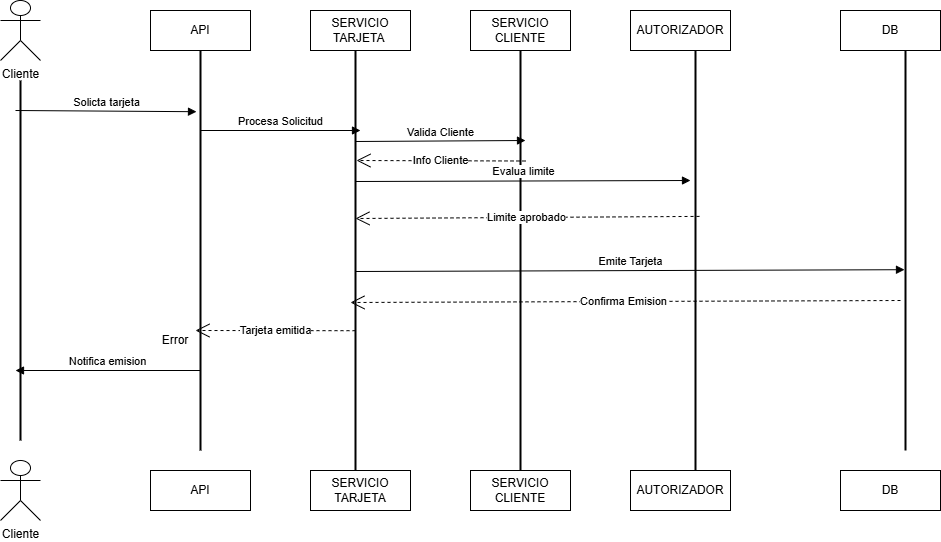 Cliente
API
SERVICIO
TARJETA
SERVICIO
CLIENTE
AUTORIZADOR
DB
Solicta tarjeta
Procesa Solicitud
Valida Cliente
Info Cliente
Evalua limite
Limite aprobado
Emite Tarjeta
Confirma Emision
Tarjeta emitida
Error
Notifica emision
Cliente
API
SERVICIO
TARJETA
SERVICIO
CLIENTE
AUTORIZADOR
DB